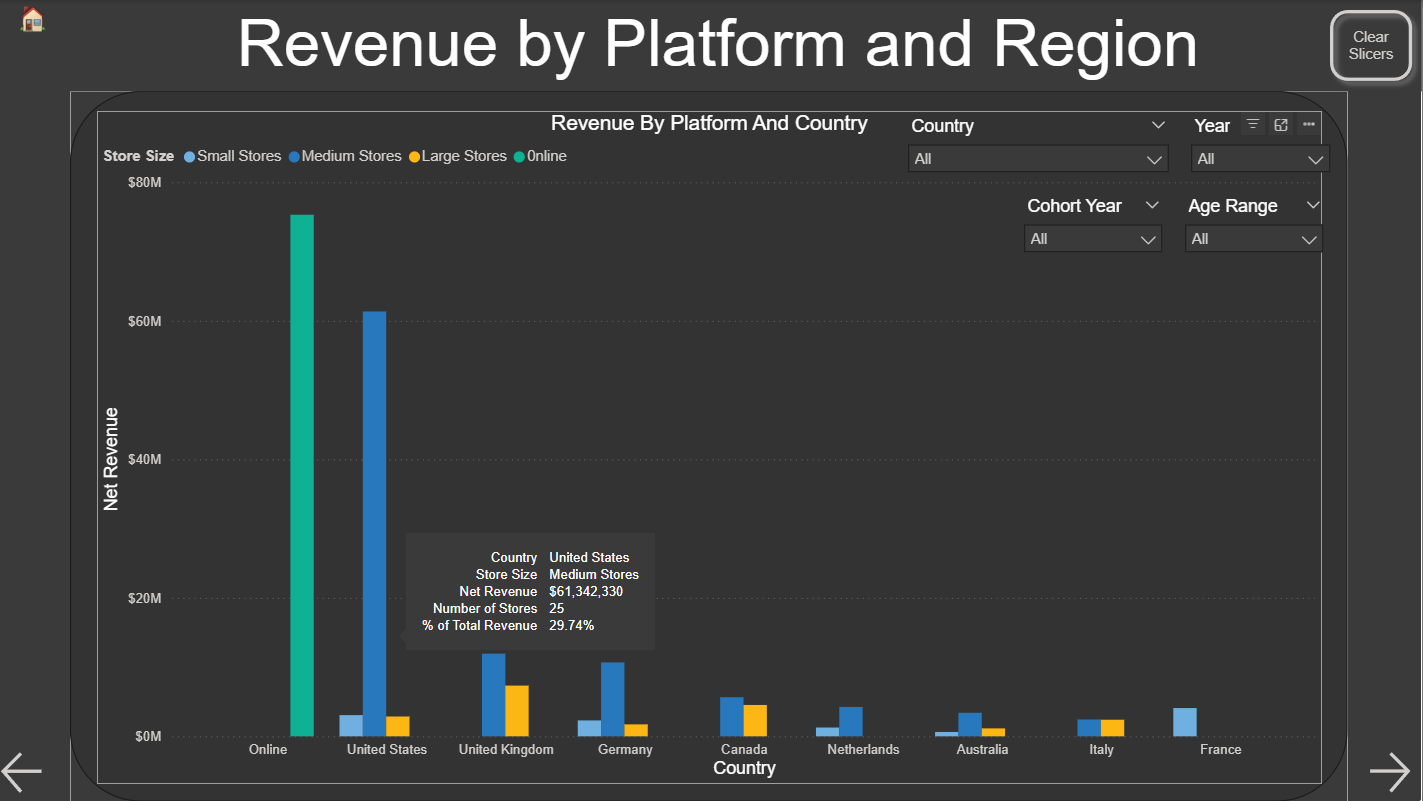 Revenue by Platform and Region
Clear
Slicers
Revenue By Platform And Country
Country
Year
All
All
Store Size Small Stores Medium Stores Large Stores 0nline
Cohort Year
Age Range
All
All
$80M
$60M
$40M
$20M
$0M
Net Revenue
Country United States
Store Size Medium Stores
Net Revenue $61,342,330
Number of Stores 25
% of Total Revenue 29.74%
Online United States United Kingdom Germany Canada Netherlands Australia Italy France
Country